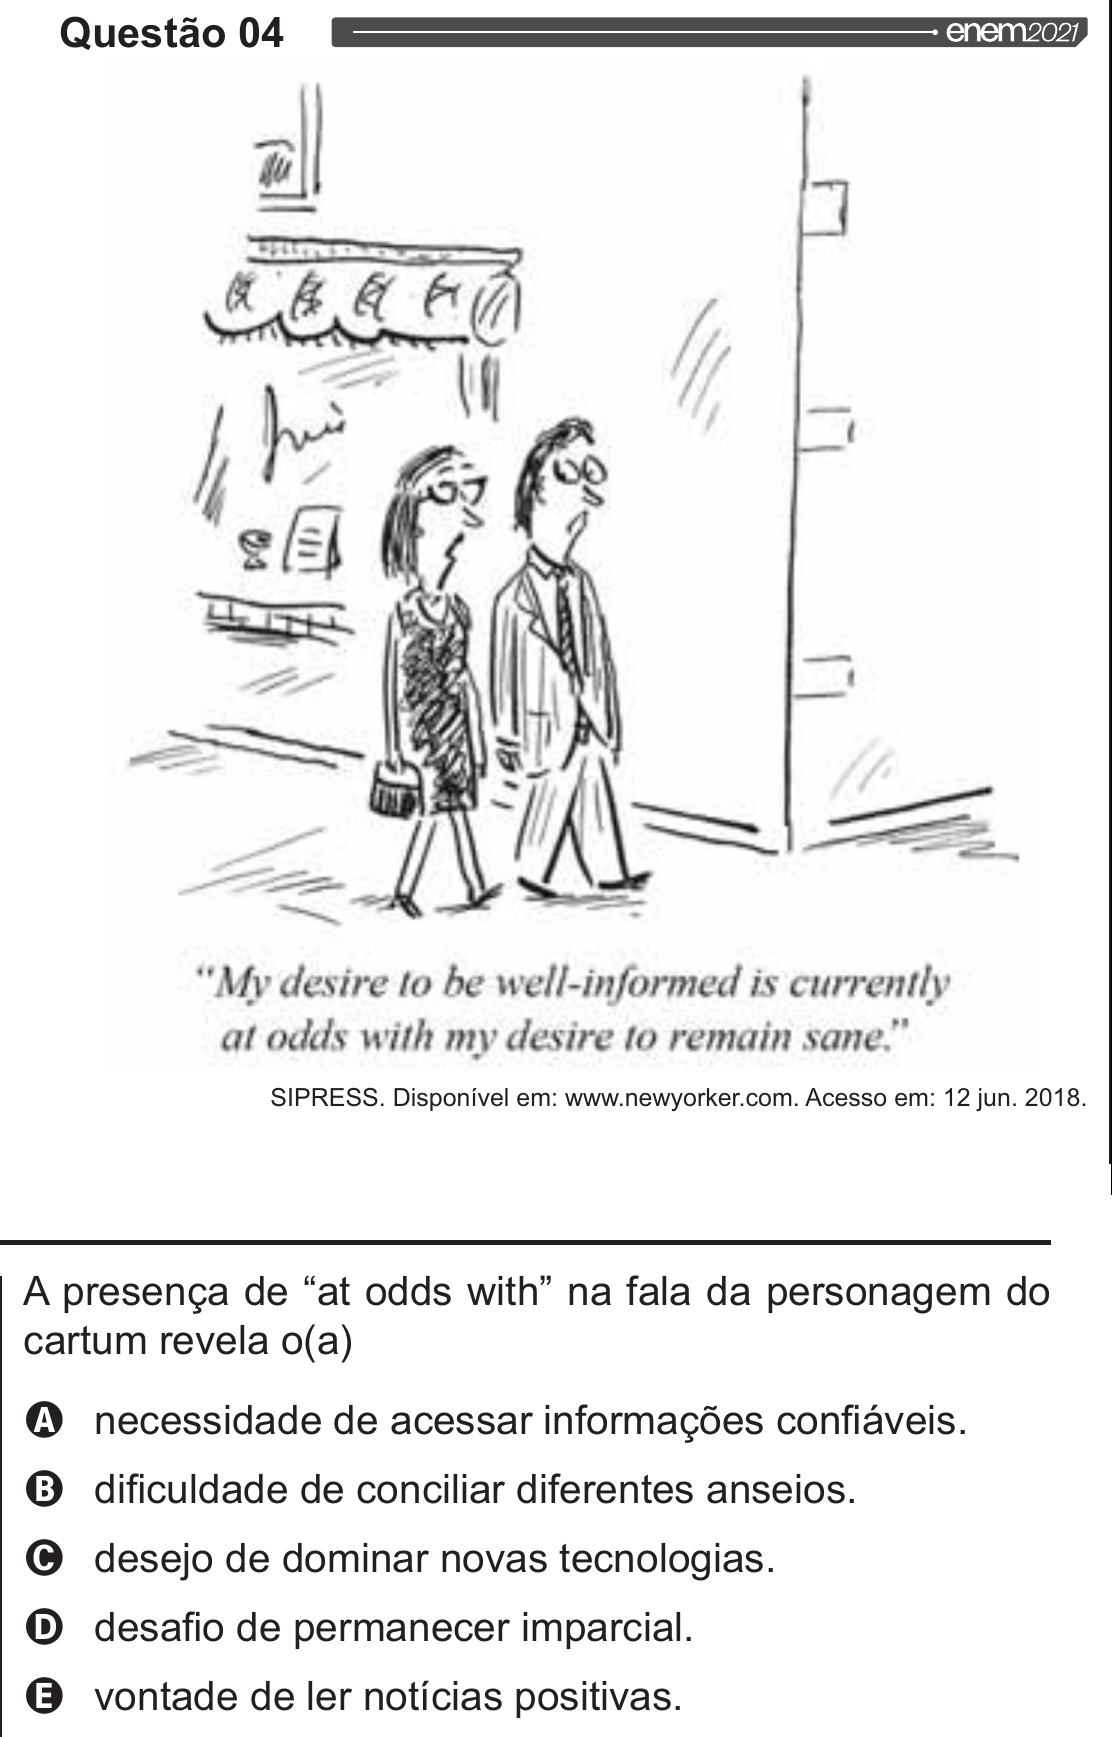 Questão 04
enem2021
“My desire to be well-informed is currently
at odds with my desire to remain sane.”
SIPRESS. Disponível em: www.newyorker.com. Acesso em: 12 jun. 2018.
A presença de “at odds with” na fala da personagem do
cartum revela o(a)
A necessidade de acessar informações confiáveis.
B dificuldade de conciliar diferentes anseios.
C desejo de dominar novas tecnologias.
D desafio de permanecer imparcial.
E vontade de ler notícias positivas.